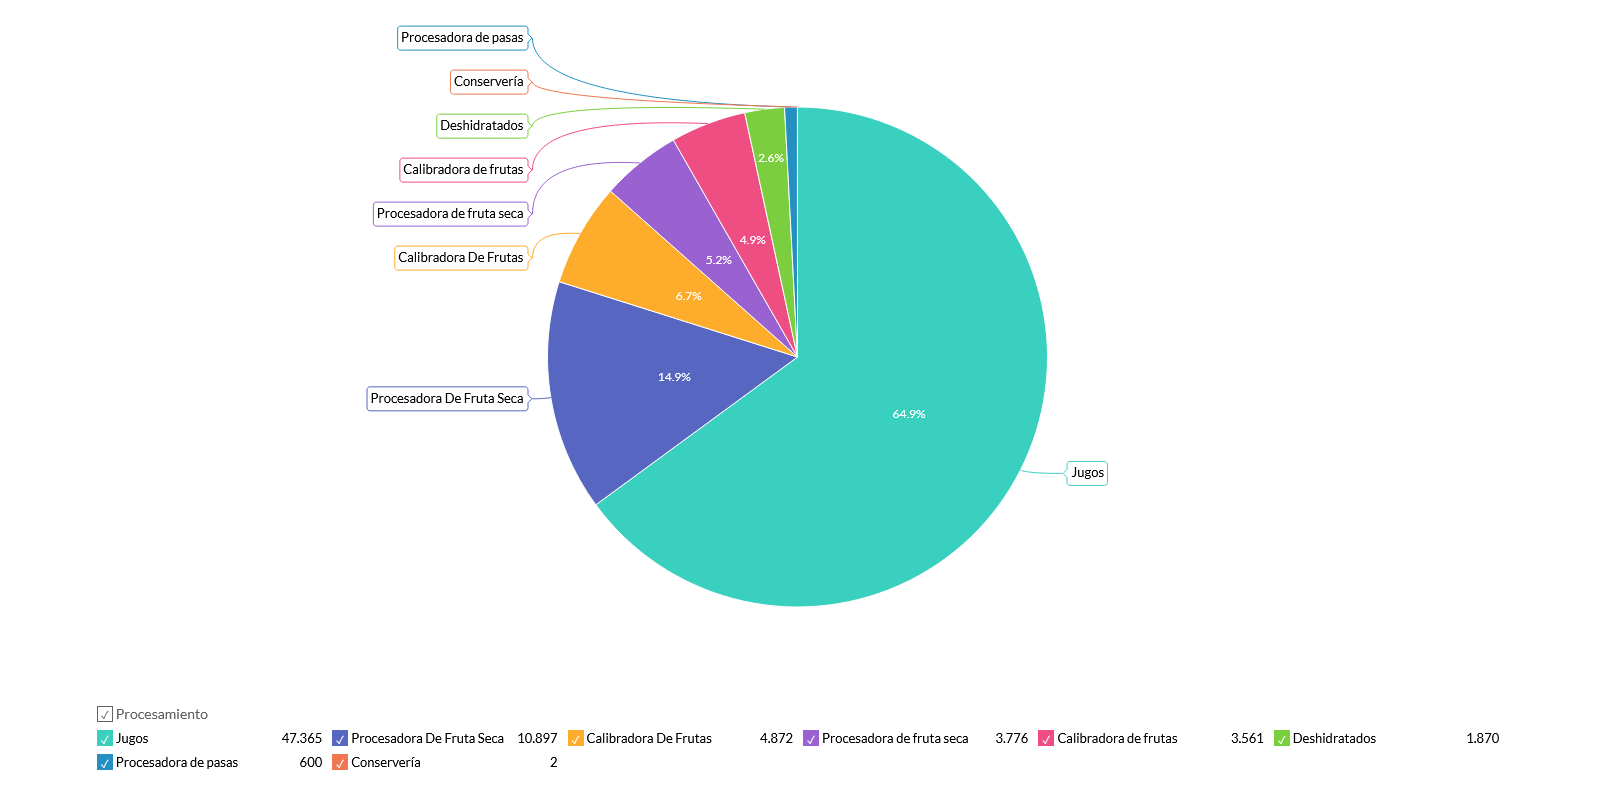 Procesadora de pasas
Conservería
Deshidratados
Calibradora de frutas
Procesadora de fruta seca
Calibradora De Frutas
Procesadora De Fruta Seca
Jugos
2.6%
4.9%
5.2%
6.7%
14.9%
64.9%
Procesamiento
Jugos 47.365 Procesadora De Fruta Seca 10.897 Calibradora De Frutas 4.872 Procesadora de fruta seca 3.776 Calibradora de frutas 3.561 Deshidratados 1.870
Procesadora de pasas 600 Conservería 2